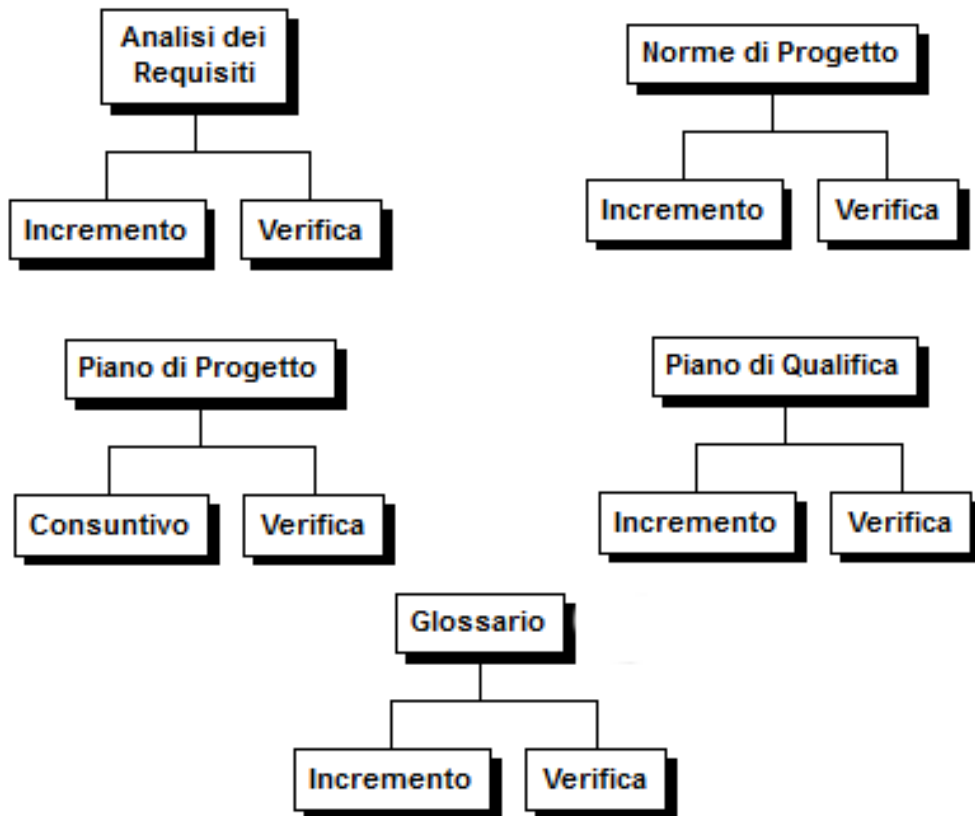 Analisi dei
Requisiti
Norme di Progetto
Incremento
Verifica
Incremento
Verifica
Piano di Progetto
Piano di Qualifica
Consuntivo
Verifica
Incremento
Verifica
Glossario
Incremento
Verifica